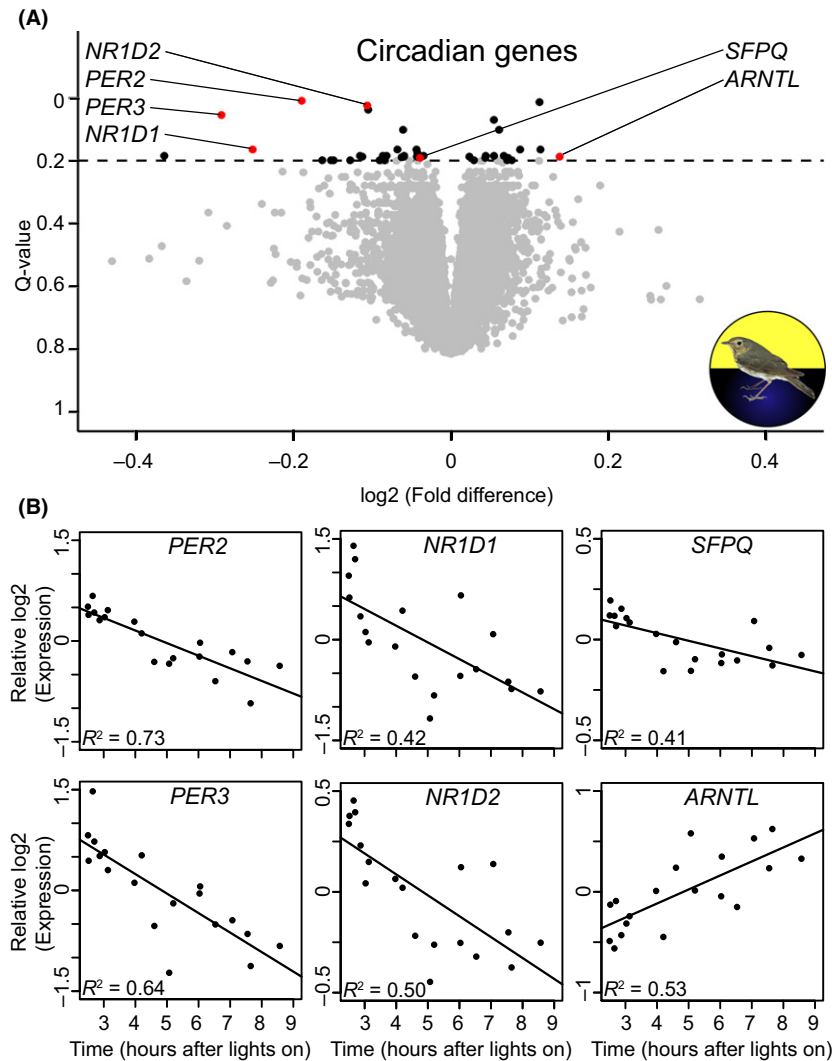 (A)
Circadian genes
NR1D2
PER2
PER3
NR1D1
SFPQ
ARNTL
Q-value
0
0.2
0.4
0.6
0.8
1
−0.4
−0.2
0
0.2
0.4
log2 (Fold difference)
(B)
PER2
Relative log2
(Expression)
1.5
0
−1.5
R² = 0.73
NR1D1
1.5
0
−1.5
R² = 0.42
SFPQ
0.5
0
−0.5
R² = 0.41
PER3
Relative log2
(Expression)
1.5
0
−1.5
R² = 0.64
3 4 5 6 7 8 9
Time (hours after lights on)
NR1D2
0.5
0
−0.5
R² = 0.50
3 4 5 6 7 8 9
Time (hours after lights on)
ARNTL
1
0
−1
R² = 0.53
3 4 5 6 7 8 9
Time (hours after lights on)